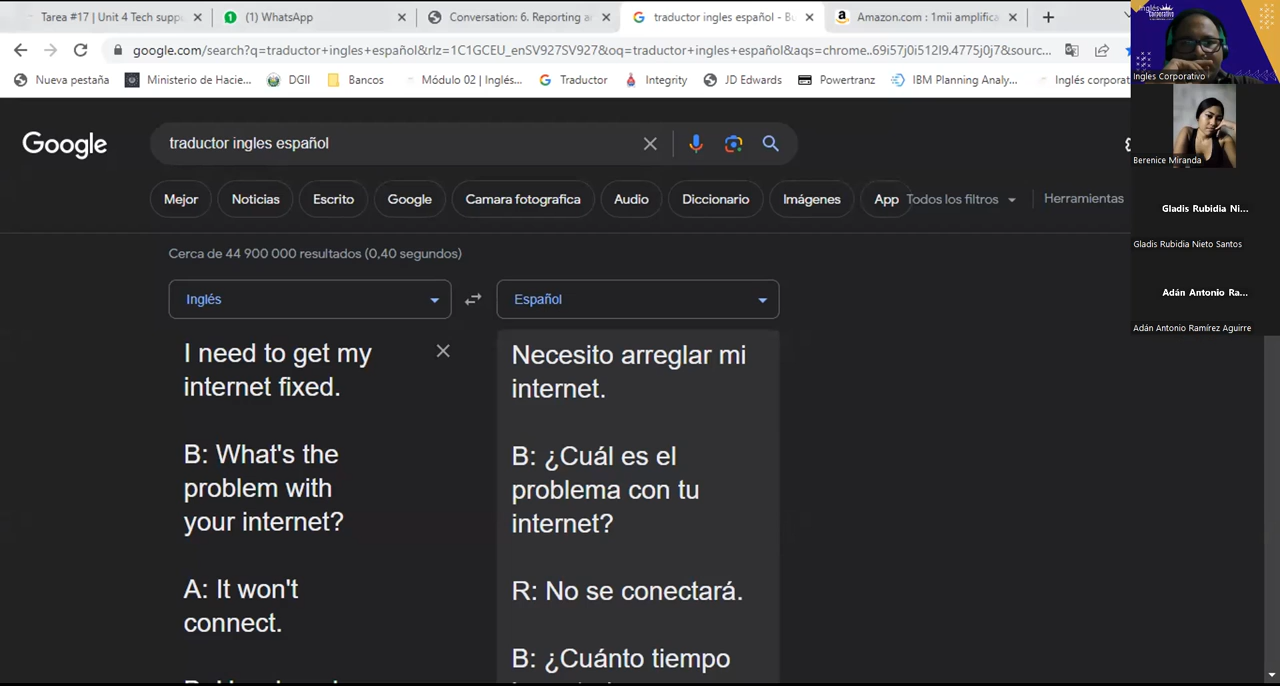 Tarea #17 | Unit 4 Tech supp
(1) WhatsApp
Conversation: 6. Reporting a
traductor ingles español - Bu
Amazon.com : 1mii amplifica
google.com/search?q=traductor+ingles+español&rlz=1C1GCEU_enSV927SV927&oq=traductor+ingles+español&aqs=chrome..69i57j0i512l9.4775j0j7&sourc...
Nueva pestaña
Ministerio de Hacie...
DGII
Bancos
Módulo 02 | Inglés...
Traductor
Integrity
JD Edwards
Powertranz
IBM Planning Analy...
Inglés corporat
Google
traductor ingles español
Mejor
Noticias
Escrito
Google
Camara fotografica
Audio
Diccionario
Imágenes
App
Todos los filtros
Herramientas
Cerca de 44 900 000 resultados (0,40 segundos)
Inglés
Español
I need to get my
internet fixed.
B: What's the
problem with
your internet?
A: It won't
connect.
Necesito arreglar mi
internet.
B: ¿Cuál es el
problema con tu
internet?
R: No se conectará.
B: ¿Cuánto tiempo
Ingles Corporativo
Berenice Miranda
Gladis Rubidia Ni...
Gladis Rubidia Nieto Santos
Adán Antonio Ra...
Adán Antonio Ramírez Aguirre